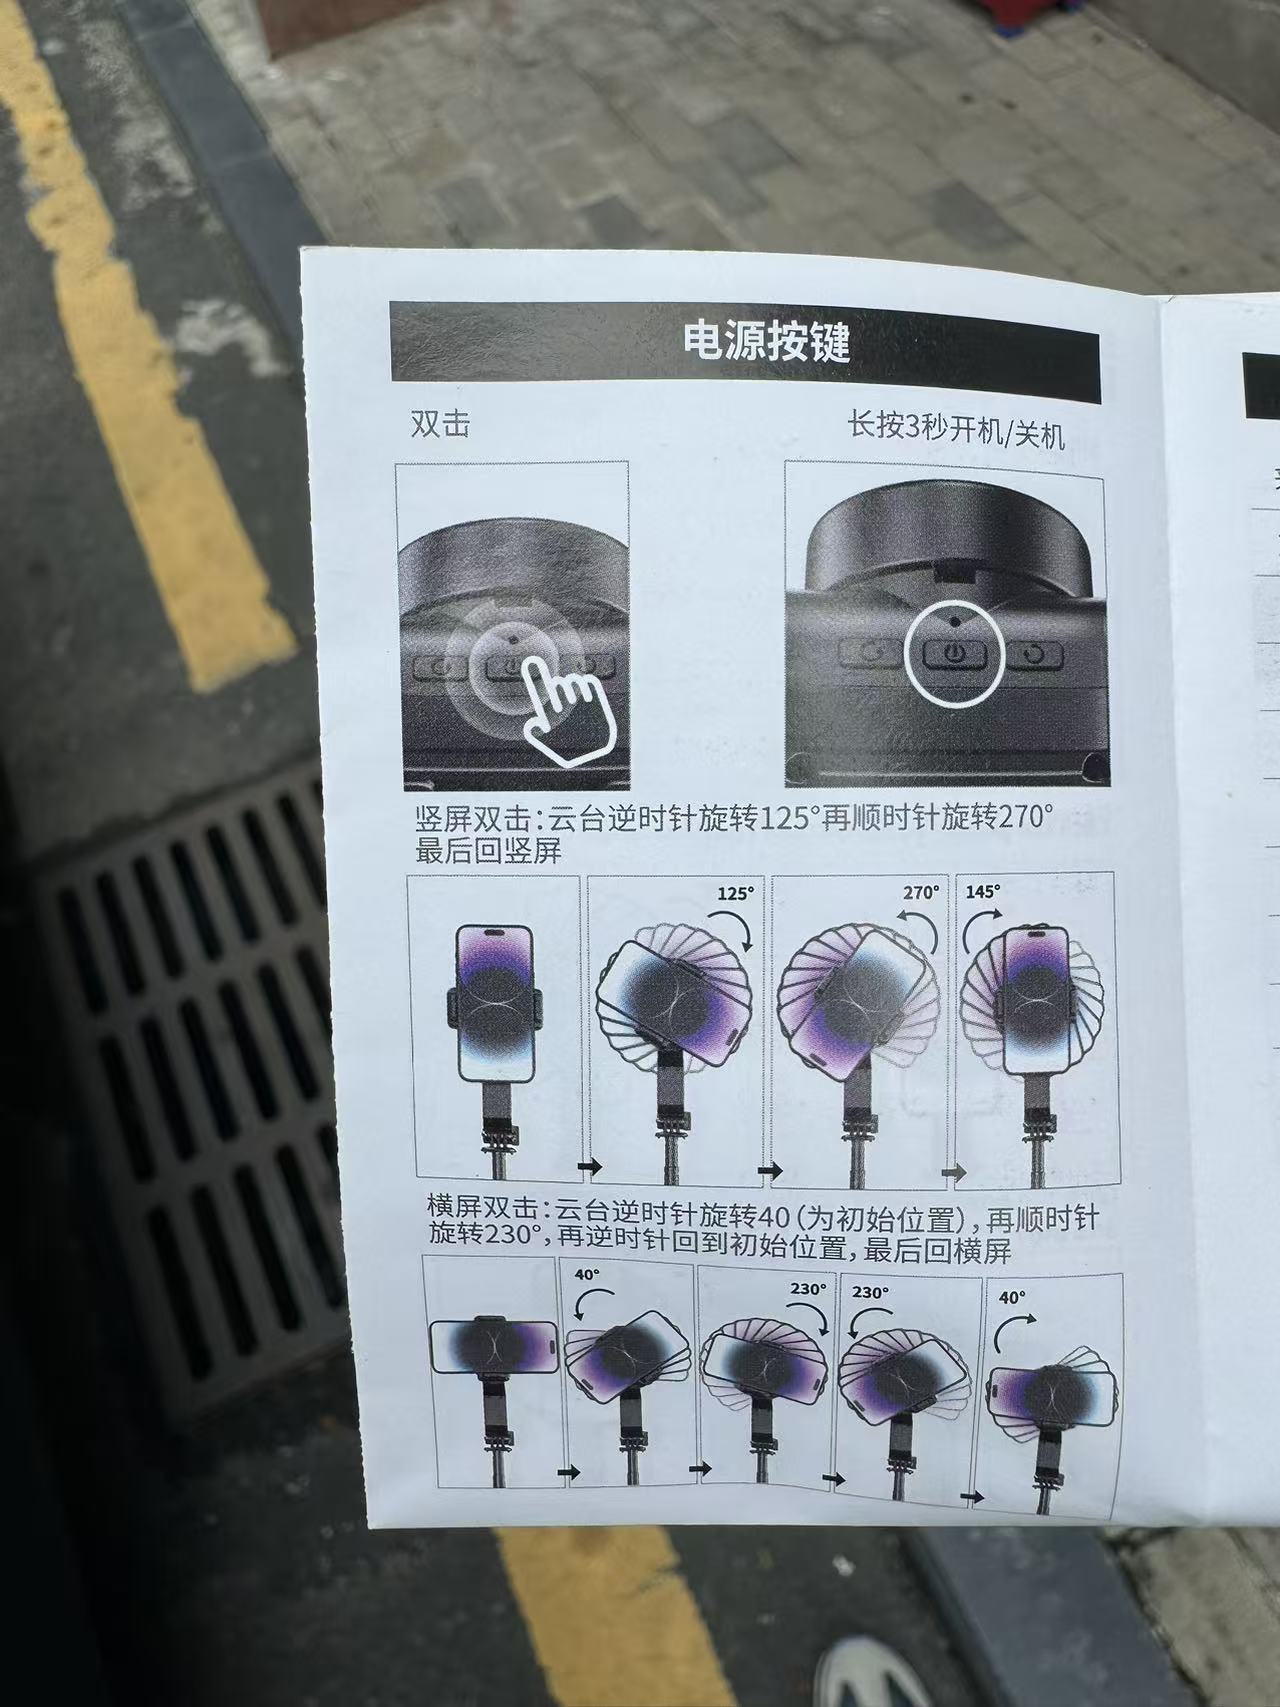 电源按键
双击
长按3秒开机/关机
竖屏双击:云台逆时针旋转125°再顺时针旋转270°
最后回竖屏
125°
270°
145°
横屏双击:云台逆时针旋转40(为初始位置),再顺时针
旋转230°,再逆时针回到初始位置,最后回横屏
40°
230°
230°
40°